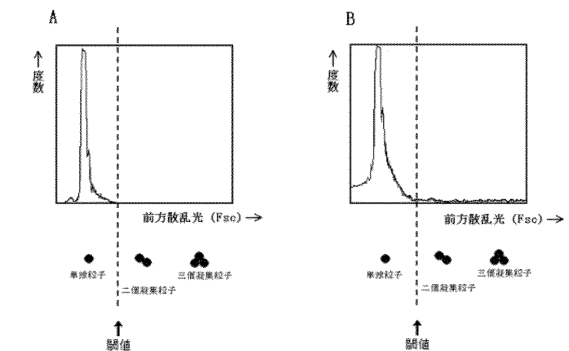 A
↑度数
前方散乱光 (Fsc) →
単独粒子
二個凝集粒子
三個凝集粒子
↑
閾値
B
↑度数
前方散乱光 (Fsc) →
単独粒子
二個凝集粒子
三個凝集粒子
↑
閾値